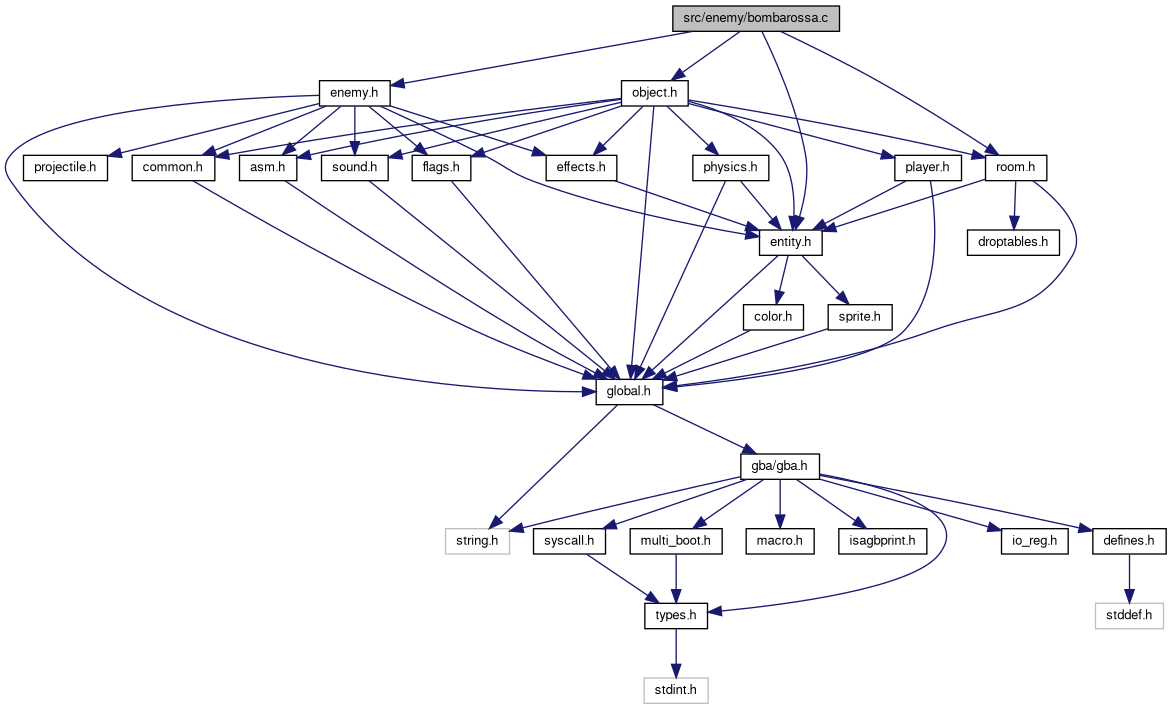 src/enemy/bombarossa.c
enemy.h
object.h
projectile.h
common.h
asm.h
sound.h
flags.h
effects.h
physics.h
player.h
room.h
entity.h
droptables.h
color.h
sprite.h
global.h
gba/gba.h
string.h
syscall.h
multi_boot.h
macro.h
isagbprint.h
io_reg.h
defines.h
types.h
stddef.h
stdint.h